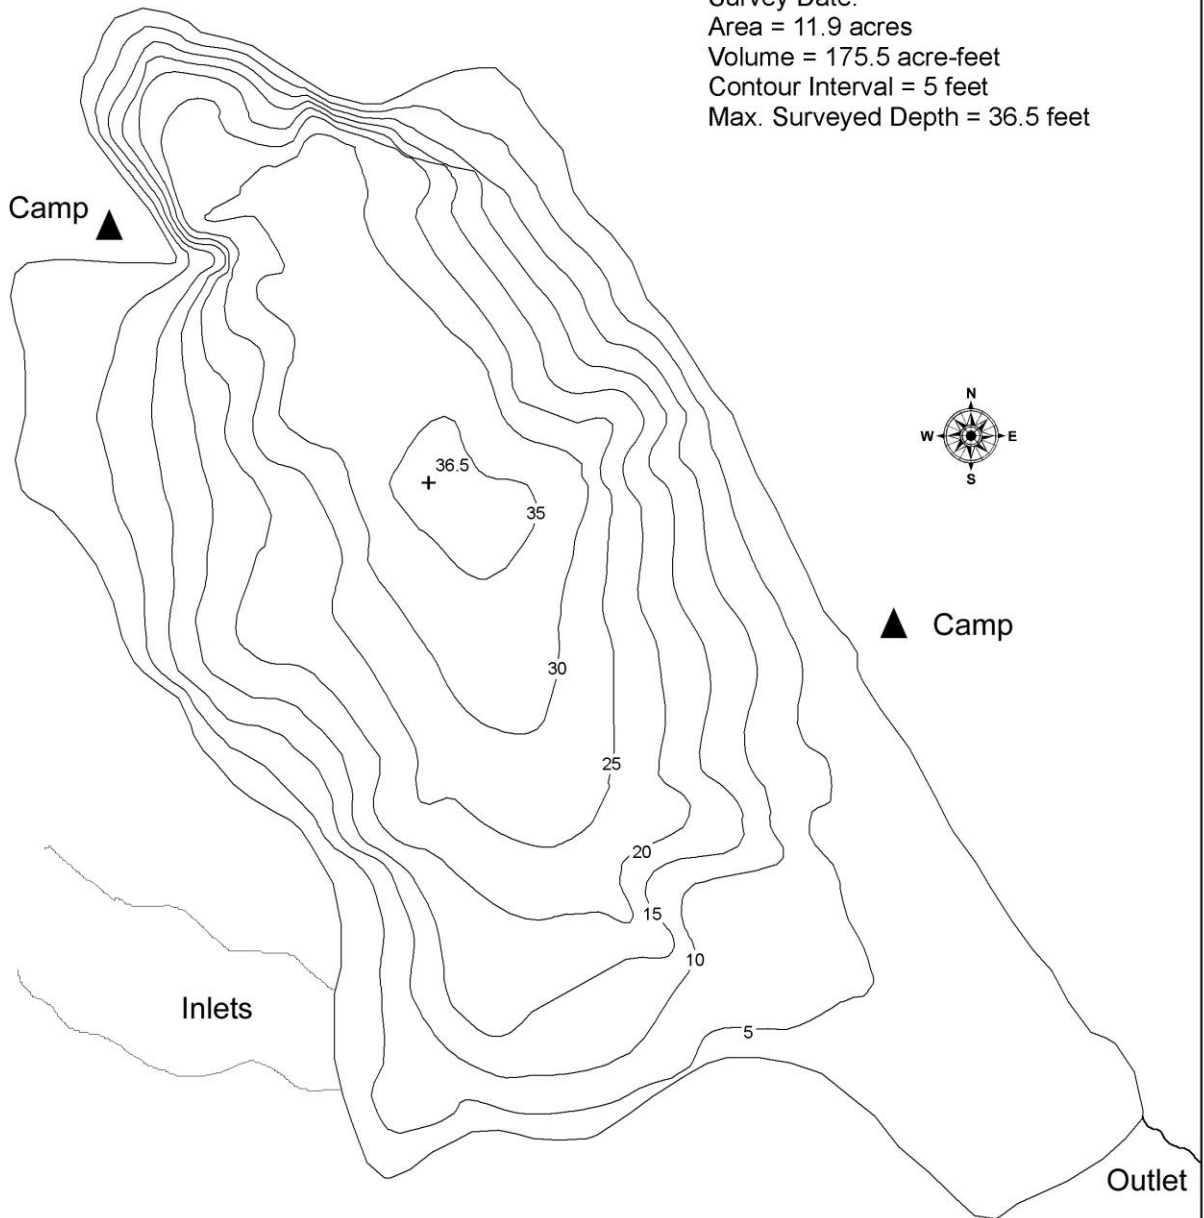 Survey Date:
Area = 11.9 acres
Volume = 175.5 acre-feet
Contour Interval = 5 feet
Max. Surveyed Depth = 36.5 feet
Camp
N
W E
S
36.5
35
Camp
30
25
20
15
10
Inlets
5
Outlet